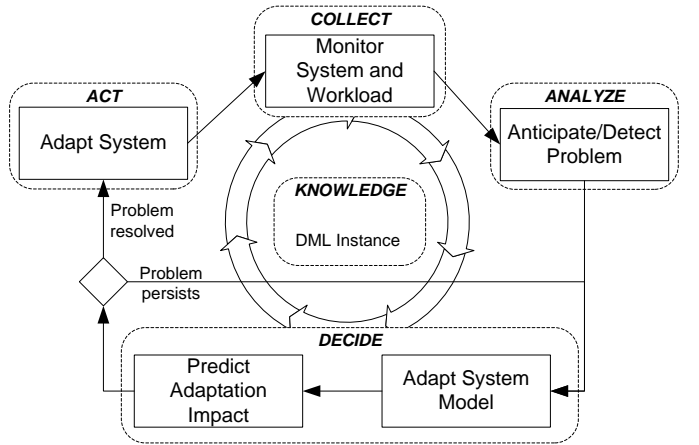 COLLECT
Monitor
System and
Workload
ACT
Adapt System
ANALYZE
Anticipate/Detect
Problem
KNOWLEDGE
DML Instance
Problem
resolved
Problem
persists
DECIDE
Predict
Adaptation
Impact
Adapt System
Model